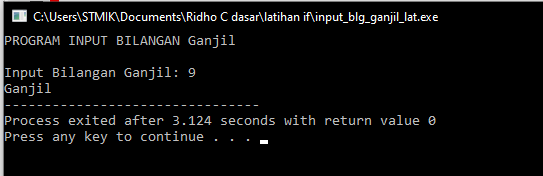 C:\Users\STMIK\Documents\Ridho C dasar\latihan if\input_blg_ganjil_lat.exe
PROGRAM INPUT BILANGAN Ganjil
Input Bilangan Ganjil: 9
Ganjil
--------------------------------
Process exited after 3.124 seconds with return value 0
Press any key to continue . . .